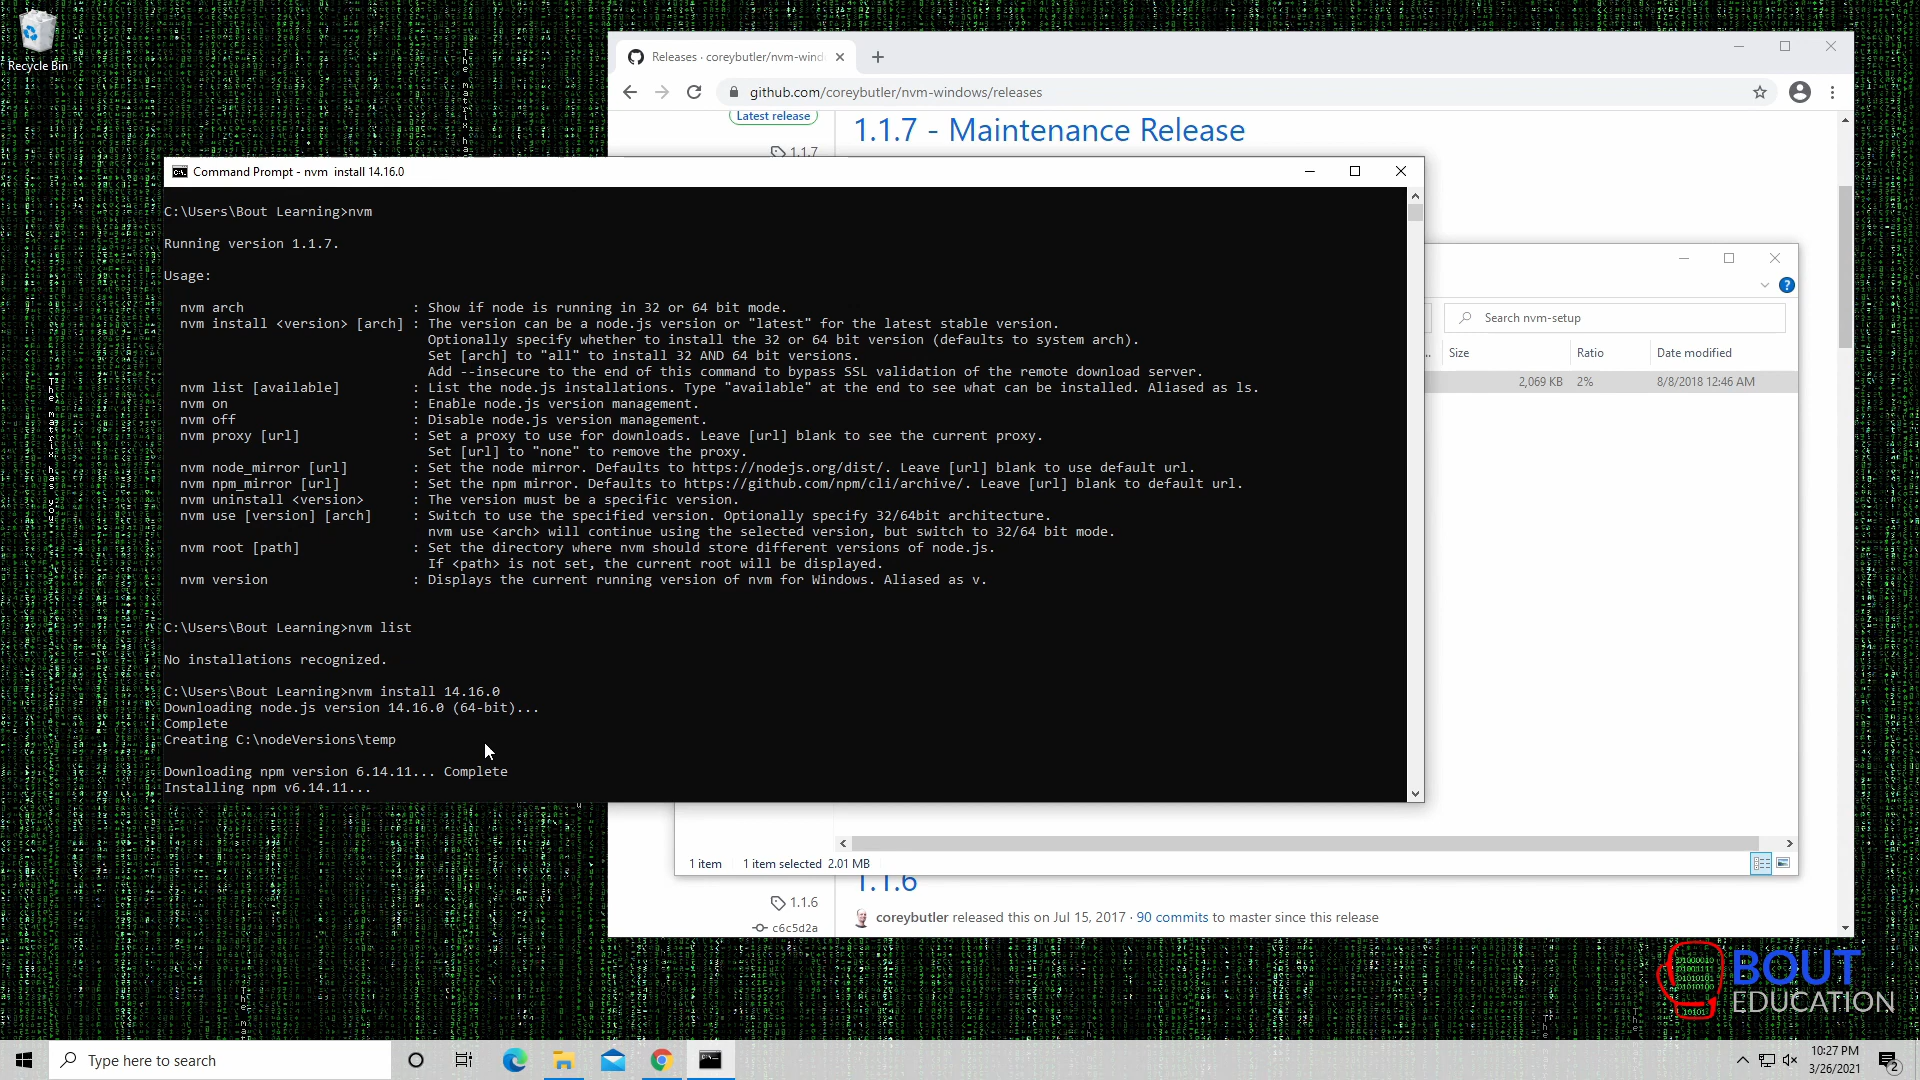 Recycle Bin
Releases · coreybutler/nvm-wind
github.com/coreybutler/nvm-windows/releases
Latest release
1.1.7 - Maintenance Release
1.1.7
Command Prompt - nvm  install 14.16.0
C:\Users\Bout Learning>nvm
Running version 1.1.7.
Usage:
nvm arch : Show if node is running in 32 or 64 bit mode.
nvm install <version> [arch] : The version can be a node.js version or "latest" for the latest stable version.
Optionally specify whether to install the 32 or 64 bit version (defaults to system arch).
Set [arch] to "all" to install 32 AND 64 bit versions.
Add --insecure to the end of this command to bypass SSL validation of the remote download server.
nvm list [available] : List the node.js installations. Type "available" at the end to see what can be installed. Aliased as ls.
nvm on : Enable node.js version management.
nvm off : Disable node.js version management.
nvm proxy [url] : Set a proxy to use for downloads. Leave [url] blank to see the current proxy.
Set [url] to "none" to remove the proxy.
nvm node_mirror [url] : Set the node mirror. Defaults to https://nodejs.org/dist/. Leave [url] blank to use default url.
nvm npm_mirror [url] : Set the npm mirror. Defaults to https://github.com/npm/cli/archive/. Leave [url] blank to default url.
nvm uninstall <version> : The version must be a specific version.
nvm use [version] [arch] : Switch to use the specified version. Optionally specify 32/64bit architecture.
nvm use <arch> will continue using the selected version, but switch to 32/64 bit mode.
nvm root [path] : Set the directory where nvm should store different versions of node.js.
If <path> is not set, the current root will be displayed.
nvm version : Displays the current running version of nvm for Windows. Aliased as v.
C:\Users\Bout Learning>nvm list
No installations recognized.
C:\Users\Bout Learning>nvm install 14.16.0
Downloading node.js version 14.16.0 (64-bit)...
Complete
Creating C:\nodeVersions\temp
Downloading npm version 6.14.11... Complete
Installing npm v6.14.11...
Search nvm-setup
Size Ratio Date modified
2,069 KB 2% 8/8/2018 12:46 AM
1 item 1 item selected 2.01 MB
1.1.6
1.1.6
coreybutler released this on Jul 15, 2017 · 90 commits to master since this release
c6c5d2a
01000010
01001111
01010101
BOUT
EDUCATION
Type here to search
10:27 PM
3/26/2021
2